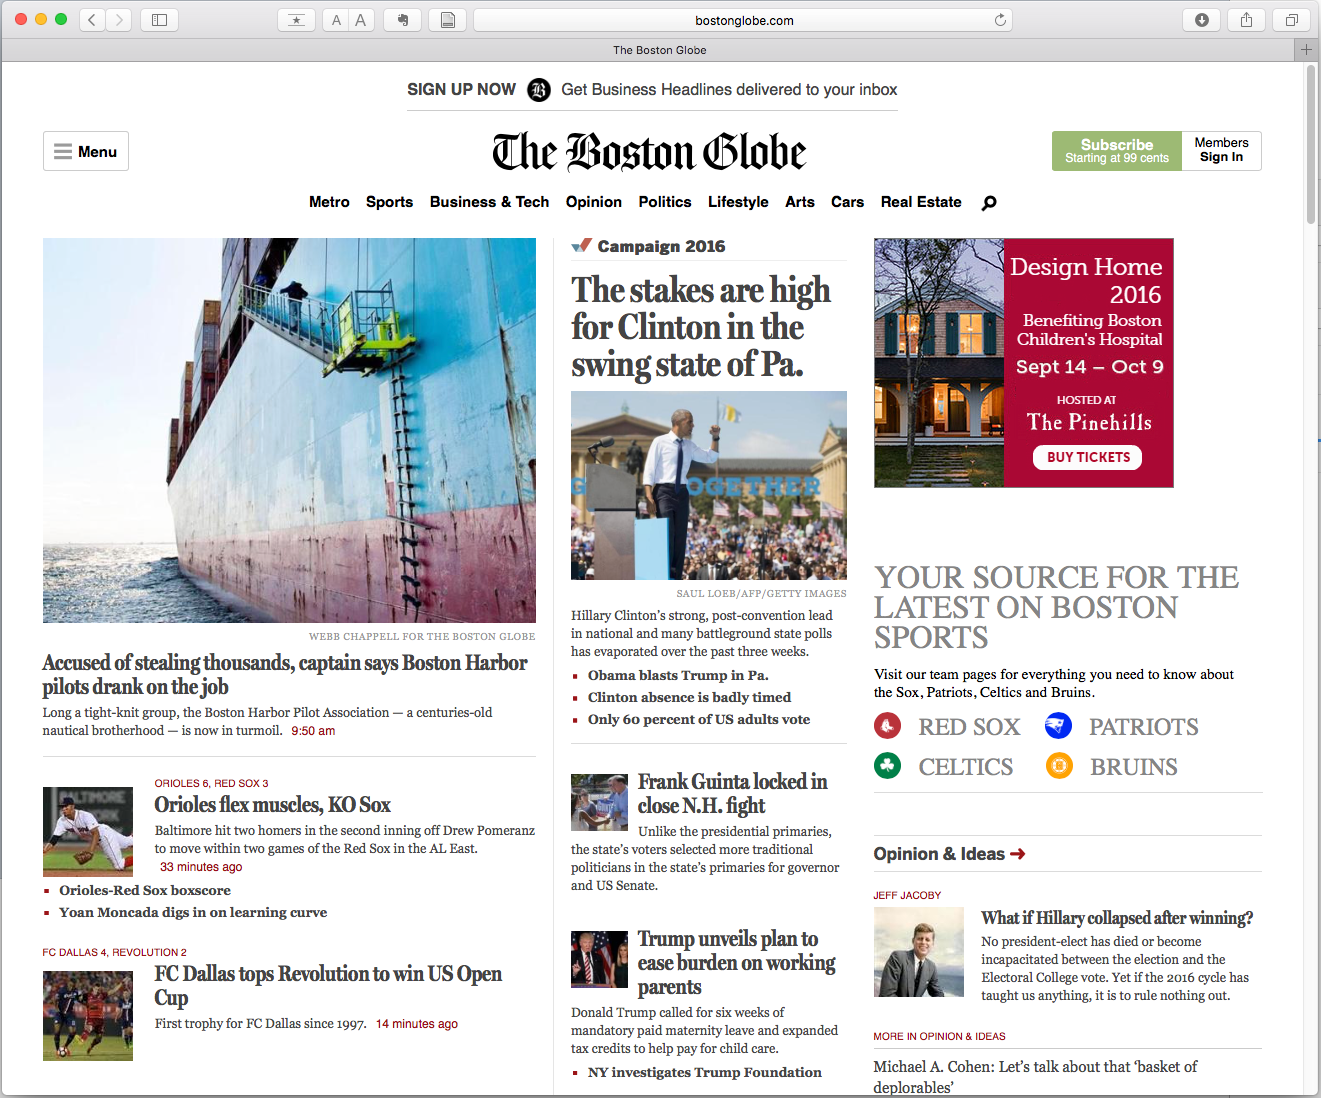 bostonglobe.com
A A
The Boston Globe
SIGN UP NOW B Get Business Headlines delivered to your inbox
Menu
The Boston Globe
Subscribe
Starting at 99 cents
Members
Sign In
Metro Sports Business & Tech Opinion Politics Lifestyle Arts Cars Real Estate
WEBB CHAPPELL FOR THE BOSTON GLOBE
Accused of stealing thousands, captain says Boston Harbor
pilots drank on the job
Long a tight-knit group, the Boston Harbor Pilot Association — a centuries-old
nautical brotherhood — is now in turmoil. 9:50 am
ORIOLES 6, RED SOX 3
Orioles flex muscles, KO Sox
Baltimore hit two homers in the second inning off Drew Pomeranz
to move within two games of the Red Sox in the AL East.
33 minutes ago
Orioles-Red Sox boxscore
Yoan Moncada digs in on learning curve
FC DALLAS 4, REVOLUTION 2
FC Dallas tops Revolution to win US Open
Cup
First trophy for FC Dallas since 1997. 14 minutes ago
Campaign 2016
The stakes are high
for Clinton in the
swing state of Pa.
G OGETHER
SAUL LOEB/AFP/GETTY IMAGES
Hillary Clinton's strong, post-convention lead
in national and many battleground state polls
has evaporated over the past three weeks.
Obama blasts Trump in Pa.
Clinton absence is badly timed
Only 60 percent of US adults vote
Frank Guinta locked in
close N.H. fight
Unlike the presidential primaries,
the state's voters selected more traditional
politicians in the state's primaries for governor
and US Senate.
Trump unveils plan to
ease burden on working
parents
Donald Trump called for six weeks of
mandatory paid maternity leave and expanded
tax credits to help pay for child care.
NY investigates Trump Foundation
Design Home
2016
Benefiting Boston
Children's Hospital
Sept 14 – Oct 9
HOSTED AT
The Pinehills
BUY TICKETS
YOUR SOURCE FOR THE
LATEST ON BOSTON
SPORTS
Visit our team pages for everything you need to know about
the Sox, Patriots, Celtics and Bruins.
RED SOX PATRIOTS
CELTICS BRUINS
Opinion & Ideas
JEFF JACOBY
What if Hillary collapsed after winning?
No president-elect has died or become
incapacitated between the election and the
Electoral College vote. Yet if the 2016 cycle has
taught us anything, it is to rule nothing out.
MORE IN OPINION & IDEAS
Michael A. Cohen: Let's talk about that 'basket of
deplorables'